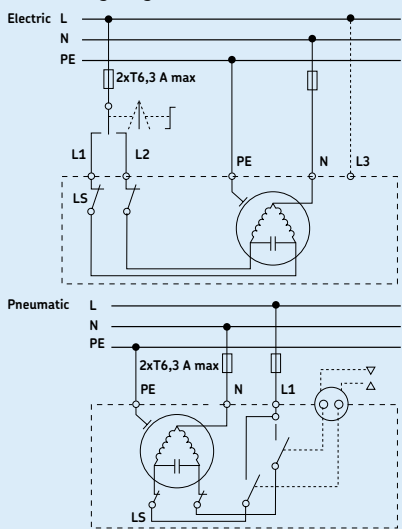 Electric L
N
PE
2xT6,3 A max
L1 L2 PE N L3
LS
Pneumatic L
N
PE
2xT6,3 A max
PE N L1
LS